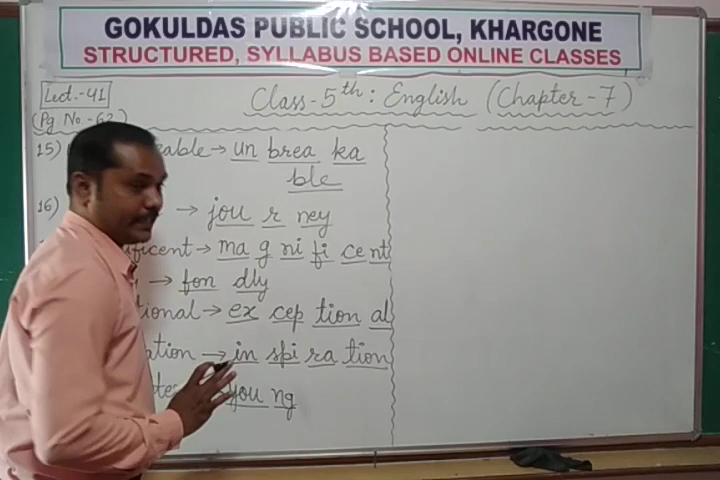 GOKULDAS PUBLIC SCHOOL, KHARGONE
STRUCTURED, SYLLABUS BASED ONLINE CLASSES
Lect.-41
Class-5th : English (Chapter-7)
(Pg No.-62)
15) able → un brea ka
ble
16) → jou r ney
ficent → ma g ni fi ce nt
→ fon dly
tional → ex cep tion al
ation → in spi ra tion
you ng